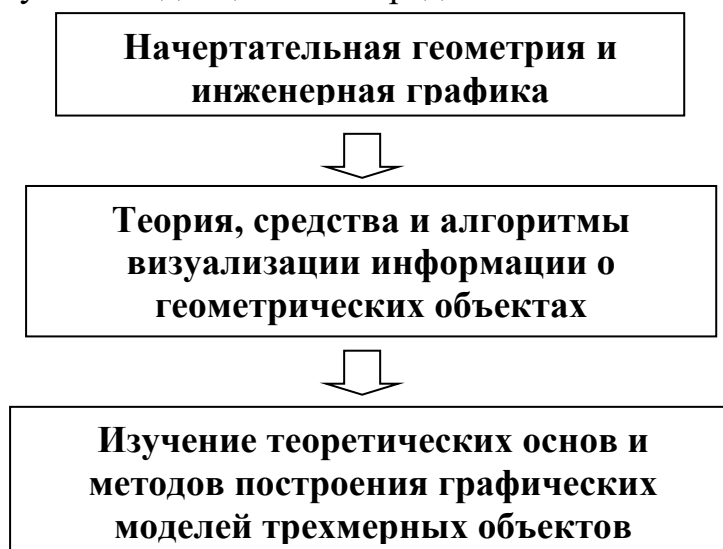 Начертательная геометрия и
инженерная графика
Теория, средства и алгоритмы
визуализации информации о
геометрических объектах
Изучение теоретических основ и
методов построения графических
моделей трехмерных объектов